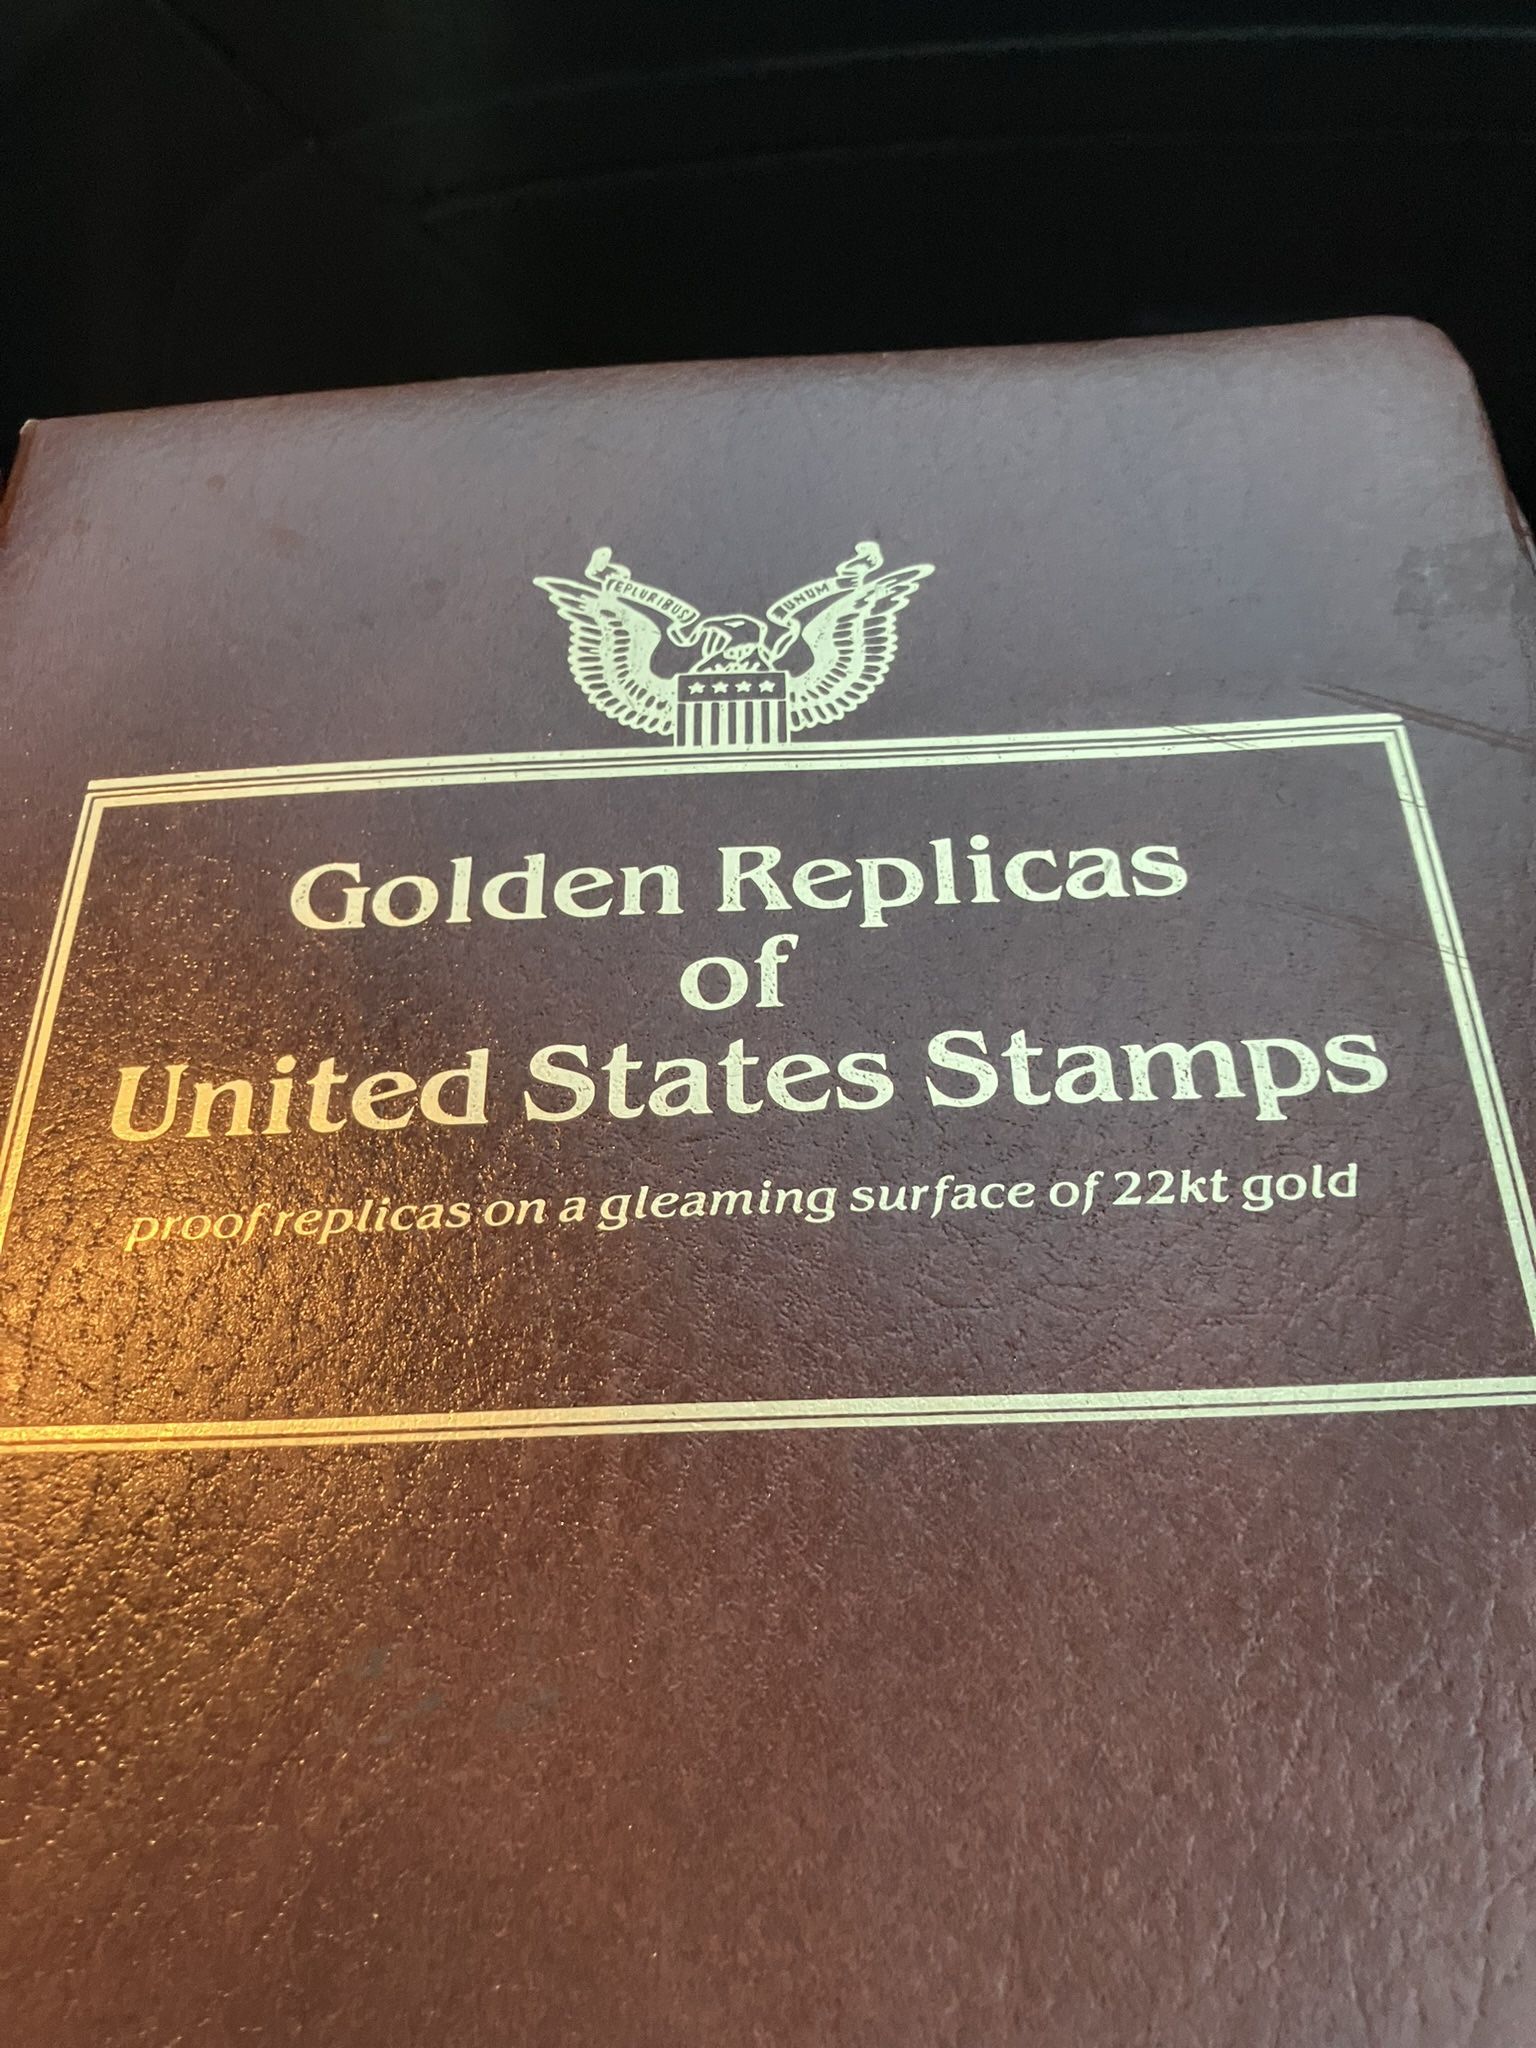 E PLURIBUS UNUM
Golden Replicas
of
United States Stamps
proof replicas on a gleaming surface of 22kt gold